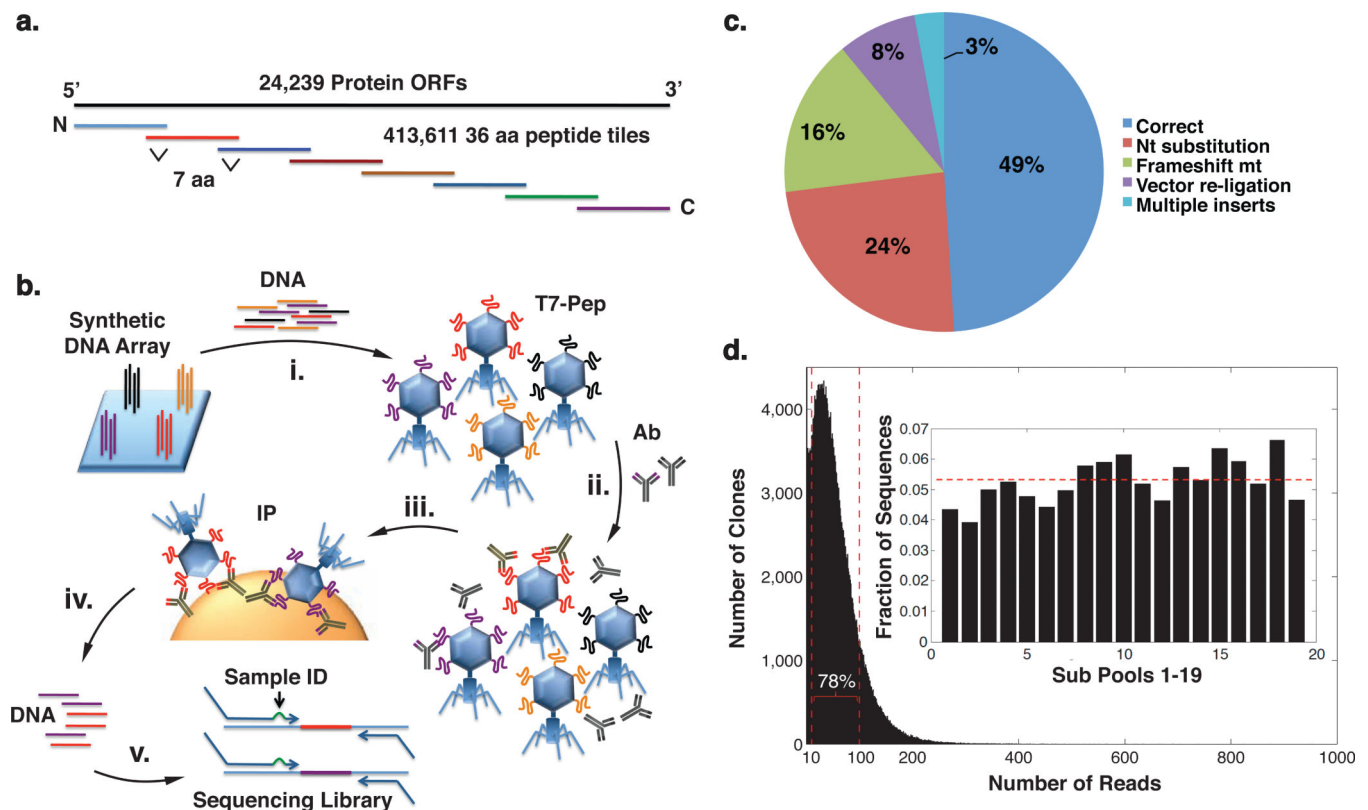 a.
5’
24,239 Protein ORFs
3’
N
413,611 36 aa peptide tiles
7 aa
C
b.
DNA
Synthetic
DNA Array
i.
T7-Pep
Ab
ii.
iii.
IP
iv.
Sample ID
DNA
v.
Sequencing Library
c.
3%
8%
16%
49%
24%
Correct
Nt substitution
Frameshift mt
Vector re-ligation
Multiple inserts
d.
Number of Clones
4,000
3,000
2,000
1,000
0
78%
10
100
200
400
600
800
1000
Number of Reads
Fraction of Sequences
0.07
0.06
0.05
0.04
0.03
0.02
0.01
0
0
5
10
15
20
Sub Pools 1-19